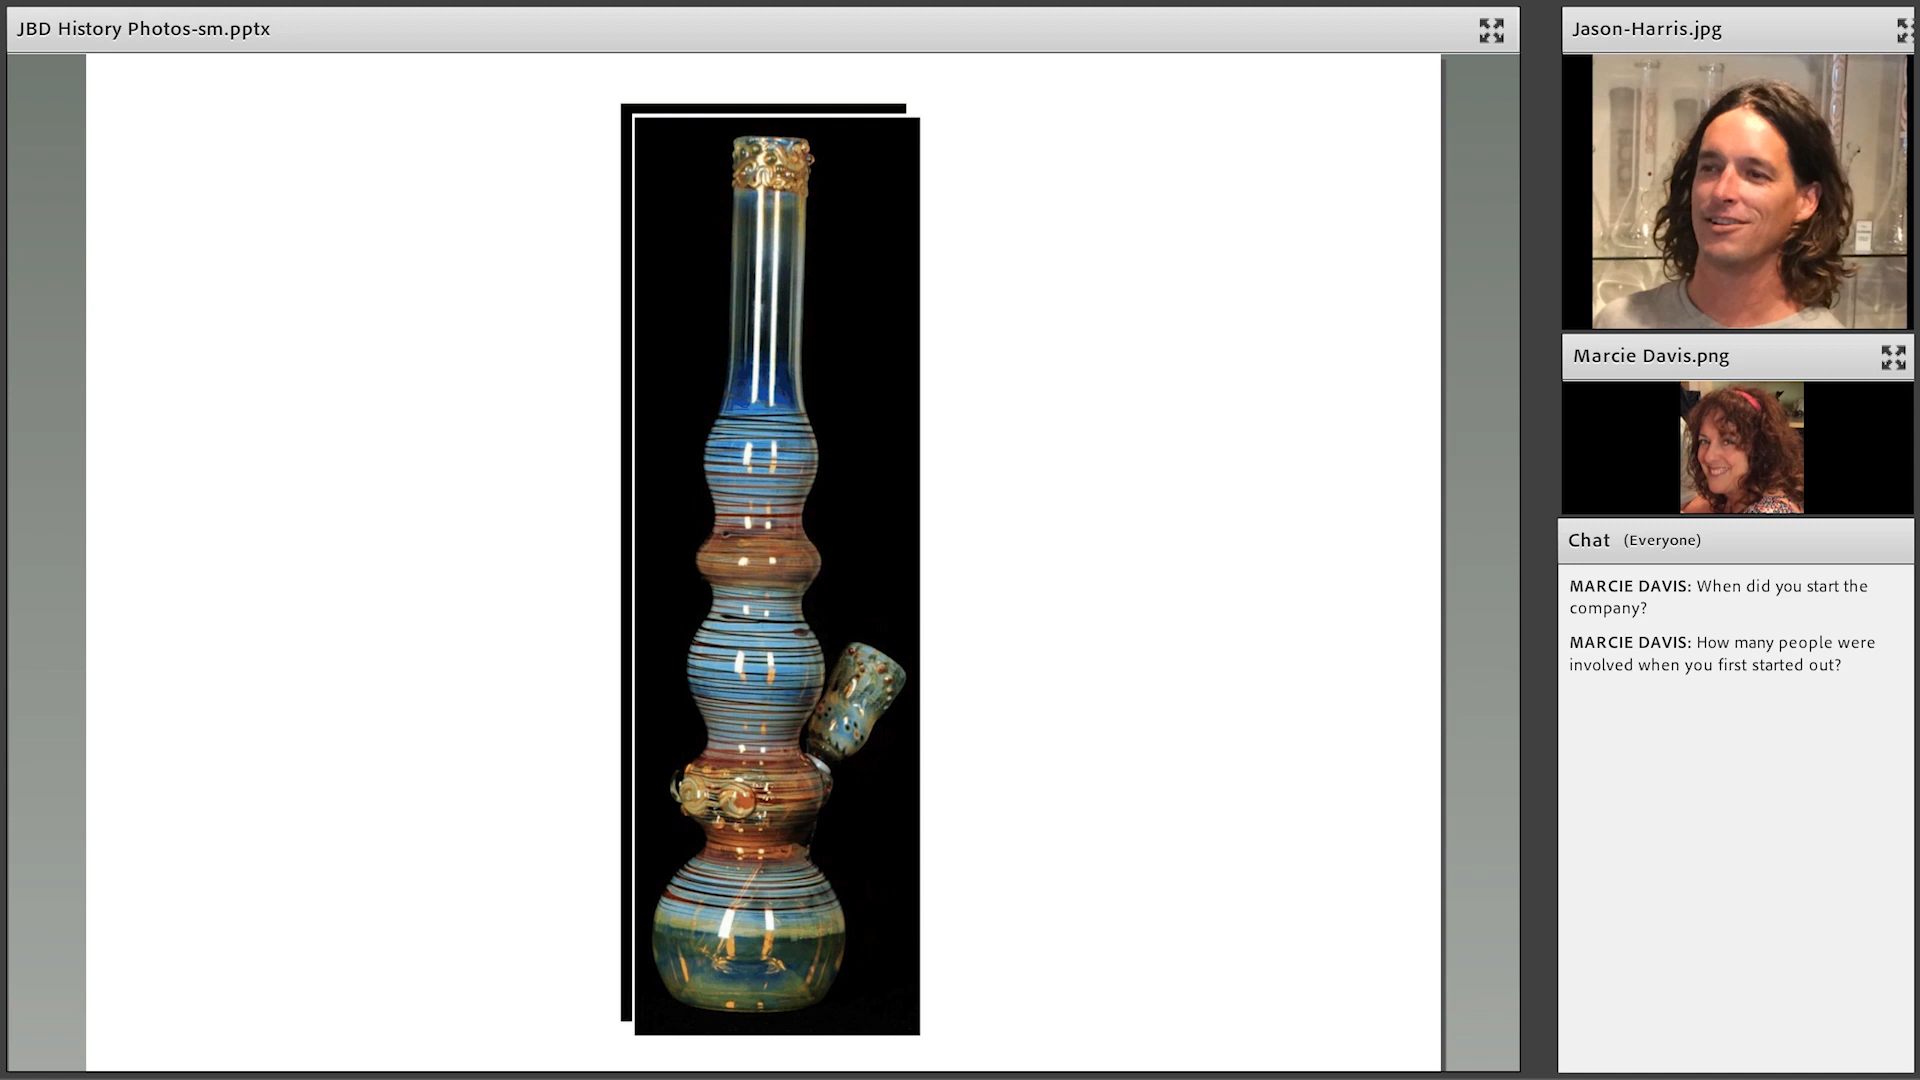 JBD History Photos-sm.pptx
Jason-Harris.jpg
Marcie Davis.png
Chat (Everyone)
MARCIE DAVIS: When did you start the
company?
MARCIE DAVIS: How many people were
involved when you first started out?